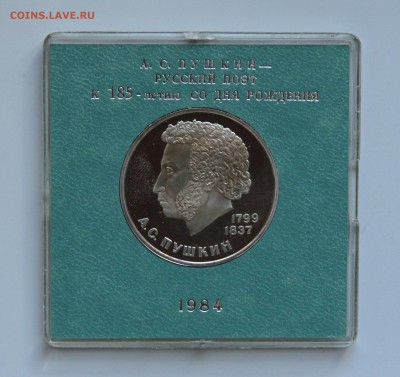 COINS.LAVE.RU
А. С. ПУШКИН—
РУССКИЙ ПОЭТ
К 185-летию СО ДНЯ РОЖДЕНИЯ
1799
1837
А.С. ПУШКИН
1984